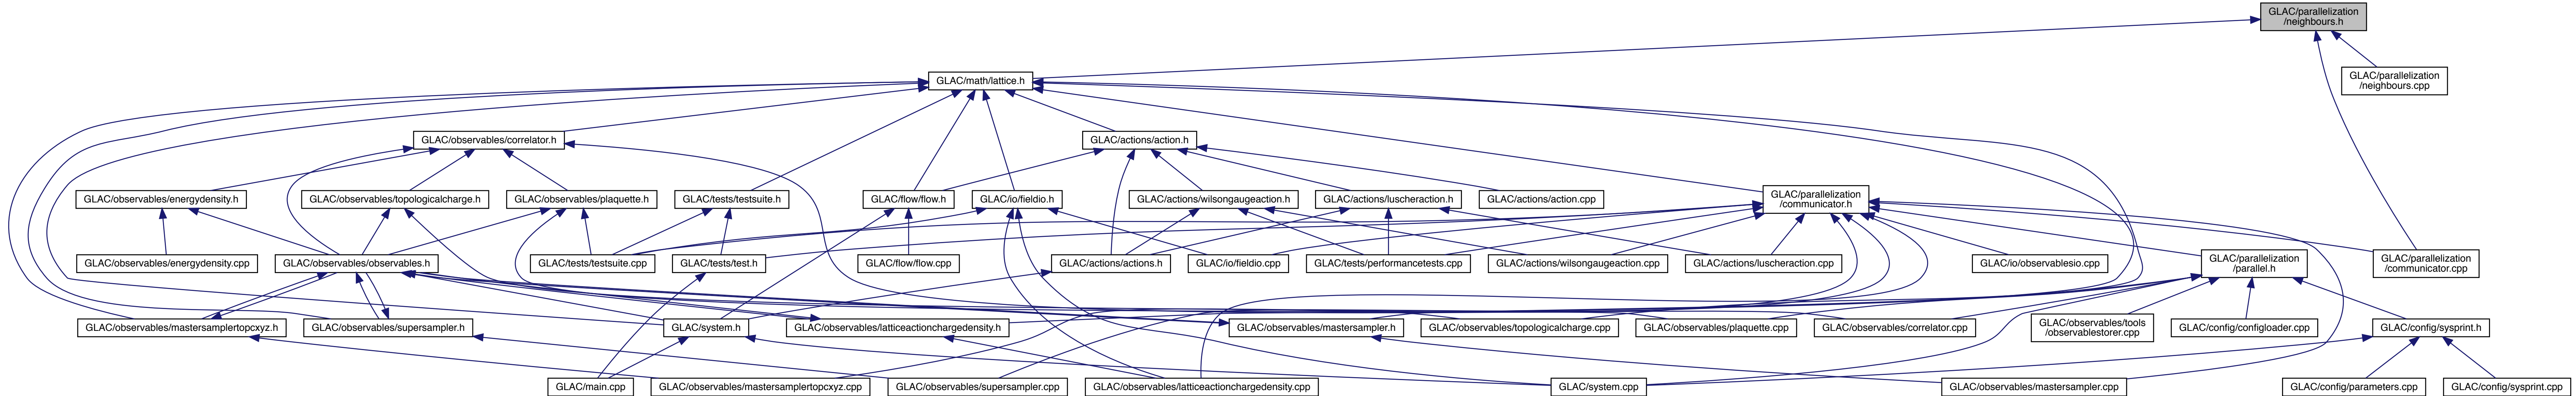 GLAC/parallelization
/neighbours.h
GLAC/math/lattice.h
GLAC/parallelization
/neighbours.cpp
GLAC/observables/correlator.h
GLAC/actions/action.h
GLAC/observables/energydensity.h
GLAC/observables/topologicalcharge.h
GLAC/observables/plaquette.h
GLAC/tests/testsuite.h
GLAC/flow/flow.h
GLAC/io/fieldio.h
GLAC/actions/wilsongaugeaction.h
GLAC/actions/luscheraction.h
GLAC/actions/action.cpp
GLAC/parallelization
/communicator.h
GLAC/observables/energydensity.cpp
GLAC/observables/observables.h
GLAC/tests/testsuite.cpp
GLAC/tests/test.h
GLAC/flow/flow.cpp
GLAC/actions/actions.h
GLAC/io/fieldio.cpp
GLAC/tests/performancetests.cpp
GLAC/actions/wilsongaugeaction.cpp
GLAC/actions/luscheraction.cpp
GLAC/io/observablesio.cpp
GLAC/parallelization
/parallel.h
GLAC/parallelization
/communicator.cpp
GLAC/observables/mastersamplertopcxyz.h
GLAC/observables/supersampler.h
GLAC/system.h
GLAC/observables/latticeactionchargedensity.h
GLAC/observables/mastersampler.h
GLAC/observables/topologicalcharge.cpp
GLAC/observables/plaquette.cpp
GLAC/observables/correlator.cpp
GLAC/observables/tools
/observablestorer.cpp
GLAC/config/configloader.cpp
GLAC/config/sysprint.h
GLAC/main.cpp
GLAC/observables/mastersamplertopcxyz.cpp
GLAC/observables/supersampler.cpp
GLAC/observables/latticeactionchargedensity.cpp
GLAC/system.cpp
GLAC/observables/mastersampler.cpp
GLAC/config/parameters.cpp
GLAC/config/sysprint.cpp